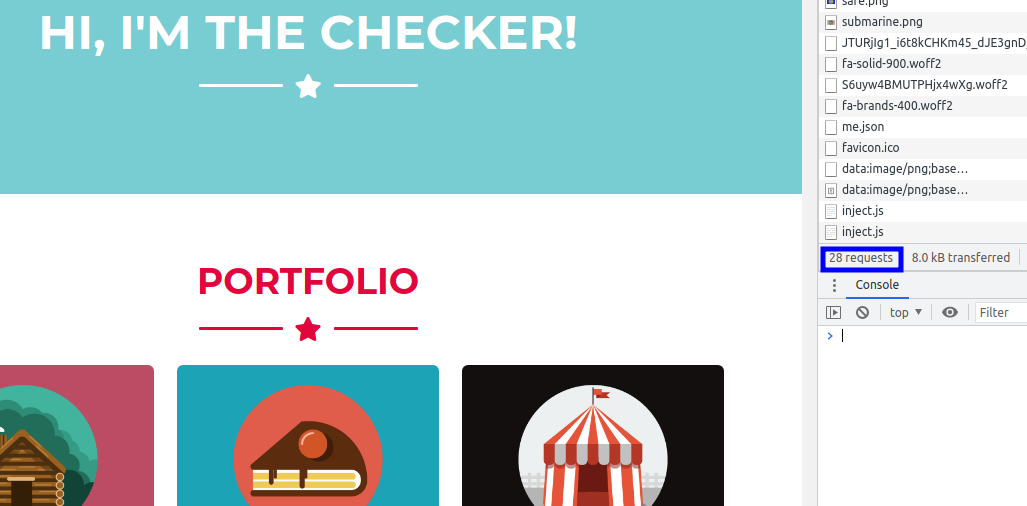 HI, I'M THE CHECKER!
PORTFOLIO
safe.png
submarine.png
JTURjIg1_i6t8kCHKm45_dJE3gnD
fa-solid-900.woff2
S6uyw4BMUTPHjx4wXg.woff2
fa-brands-400.woff2
me.json
favicon.ico
data:image/png;base…
data:image/png;base…
inject.js
inject.js
28 requests 8.0 kB transferred
Console
top Filter